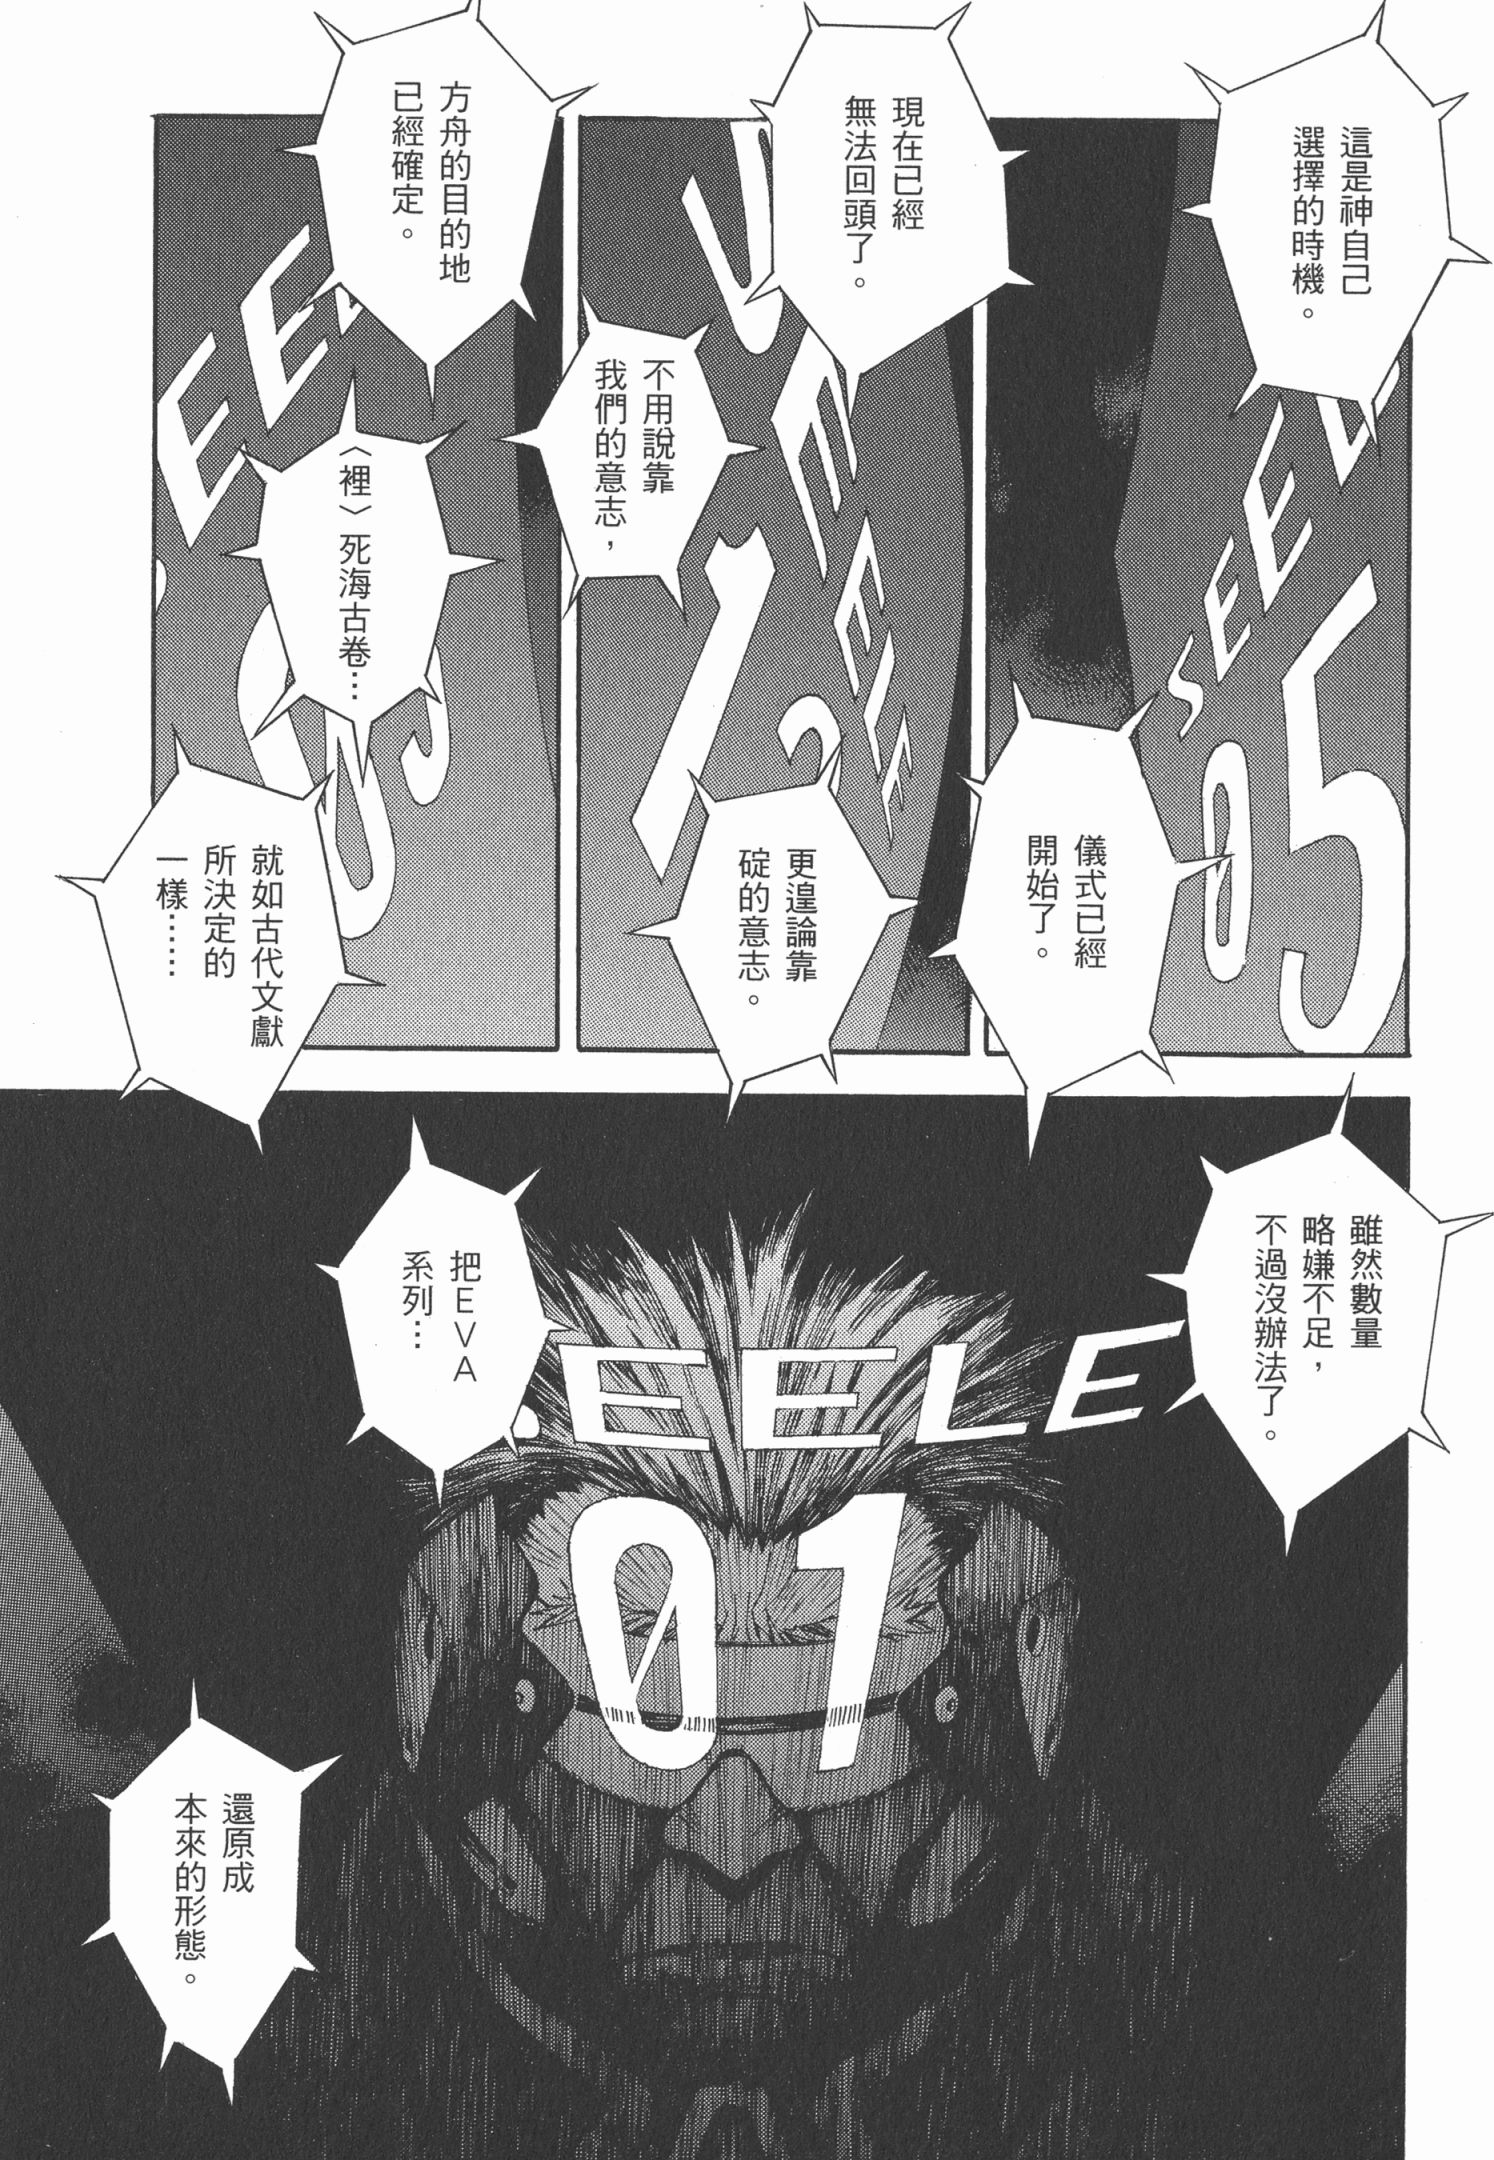 這是神自己
選擇的時機。
SEELE
05
儀式已經
開始了。
現在已經
無法回頭了。
不用說靠
我們的意志，
更遑論靠
碇的意志。
SEELE
12
方舟的目的地
已經確定。
〈裡〉死海古卷…
就如古代文獻
所決定的
一樣……
雖然數量
略嫌不足，
不過沒辦法了。
把EVA
系列…
SEELE
01
還原成
本來的形態。